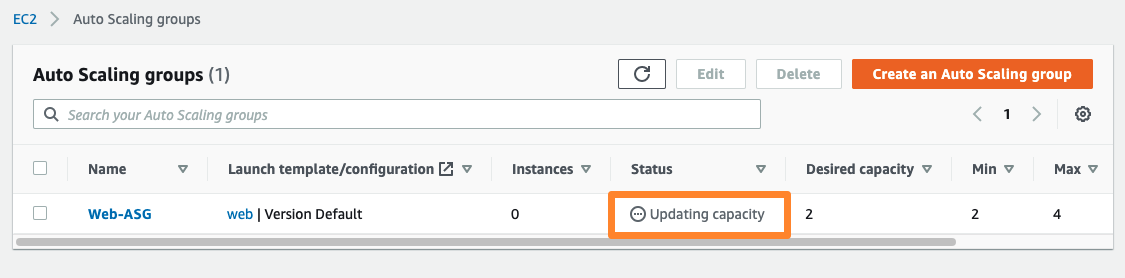 EC2 > Auto Scaling groups
Auto Scaling groups (1)
Edit
Delete
Create an Auto Scaling group
Search your Auto Scaling groups
1
Name Launch template/configuration Instances Status Desired capacity Min Max
Web-ASG web | Version Default 0 Updating capacity 2 2 4